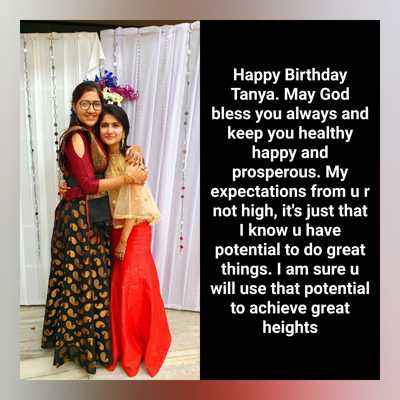 Happy Birthday
Tanya. May God
bless you always and
keep you healthy
happy and
prosperous. My
expectations from u r
not high, it's just that
I know u have
potential to do great
things. I am sure u
will use that potential
to achieve great
heights